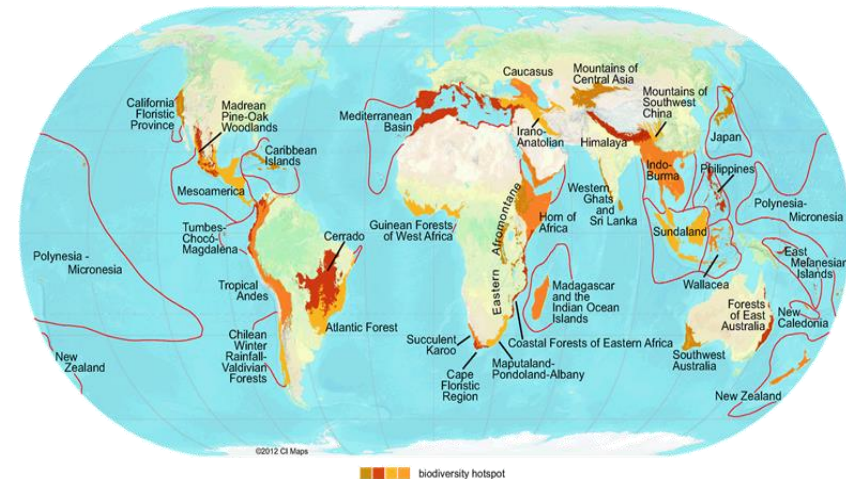 California
Floristic
Province
Madrean
Pine-Oak
Woodlands
Caribbean
Islands
Mesoamerica
Tumbes-
Chocó-
Magdalena
Polynesia -
Micronesia
Tropical
Andes
Cerrado
Atlantic Forest
Chilean
Winter
Rainfall-
Valdivian
Forests
New
Zealand
Mediterranean
Basin
Caucasus
Irano-
Anatolian
Mountains of
Central Asia
Mountains of
Southwest
China
Himalaya
Japan
Indo-
Burma
Philippines
Western
Ghats
and
Sri Lanka
Polynesia-
Micronesia
Guinean Forests
of West Africa
Eastern Afromontane
Horn of
Africa
Sundaland
Wallacea
East
Melanesian
Islands
Madagascar
and the
Indian Ocean
Islands
Coastal Forests of Eastern Africa
Succulent
Karoo
Cape
Floristic
Region
Maputaland-
Pondoland-Albany
Forests
of East
Australia
New
Caledonia
Southwest
Australia
New Zealand
©2012 CI Maps
biodiversity hotspot